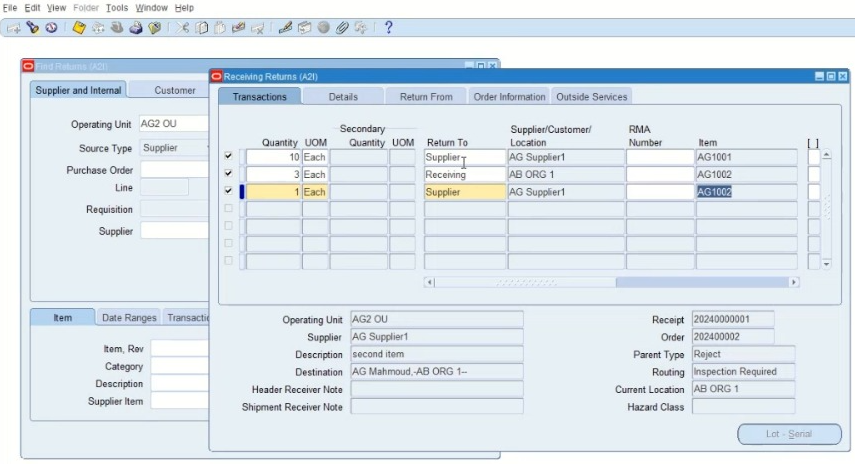 File Edit View Folder Tools Window Help
Find Returns (A2I)
Supplier and Internal Customer
Operating Unit AG2 OU
Source Type Supplier
Purchase Order
Line
Requisition
Supplier
Item Date Ranges
Item, Rev
Category
Description
Supplier Item
Receiving Returns (A2I)
Transactions Details Return From Order Information Outside Services
Secondary Supplier/Customer/ RMA
Quantity UOM Quantity UOM Return To Location Number Item [ ]
10 Each Supplier AG Supplier1 AG1001
3 Each Receiving AB ORG 1 AG1002
1 Each Supplier AG Supplier1 AG1002
Operating Unit AG2 OU Receipt 20240000001
Supplier AG Supplier1 Order 202400002
Description second item Parent Type Reject
Destination AG Mahmoud,-AB ORG 1-- Routing Inspection Required
Header Receiver Note Current Location AB ORG 1
Shipment Receiver Note Hazard Class
Lot - Serial